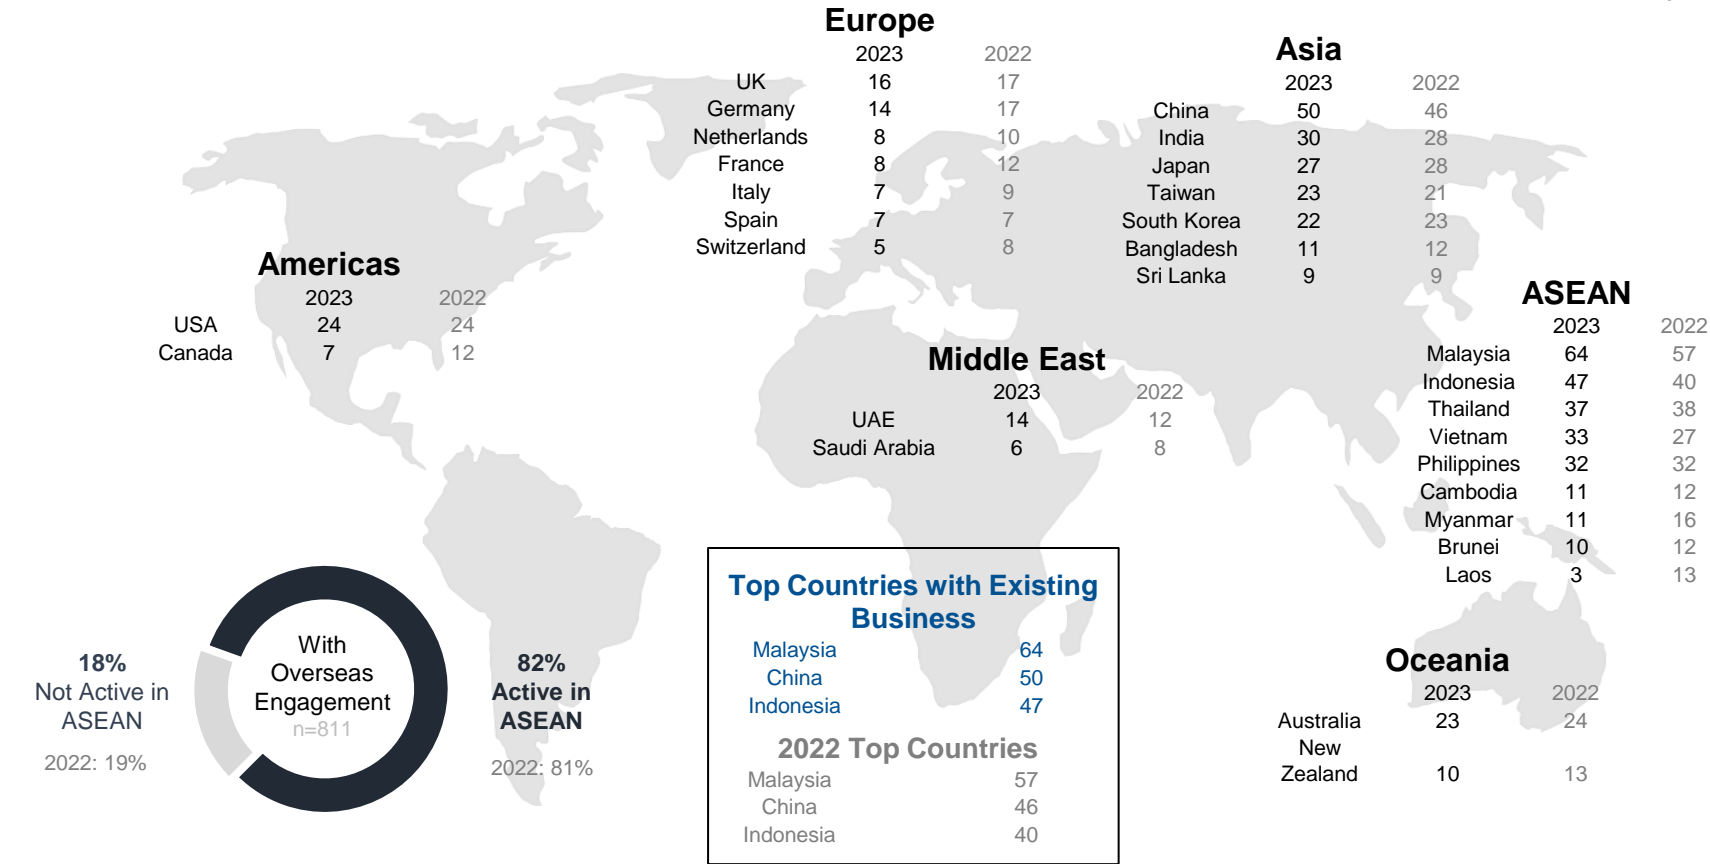 Europe
2023 2022
UK 16 17
Germany 14 17
Netherlands 8 10
France 8 12
Italy 7 9
Spain 7 7
Switzerland 5 8
Asia
2023 2022
China 50 46
India 30 28
Japan 27 28
Taiwan 23 21
South Korea 22 23
Bangladesh 11 12
Sri Lanka 9 9
Americas
2023 2022
USA 24 24
Canada 7 12
Middle East
2023 2022
UAE 14 12
Saudi Arabia 6 8
ASEAN
2023 2022
Malaysia 64 57
Indonesia 47 40
Thailand 37 38
Vietnam 33 27
Philippines 32 32
Cambodia 11 12
Myanmar 11 16
Brunei 10 12
Laos 3 13
18%
Not Active in
ASEAN
2022: 19%
With
Overseas
Engagement
n=811
82%
Active in
ASEAN
2022: 81%
Top Countries with Existing
Business
Malaysia 64
China 50
Indonesia 47
2022 Top Countries
Malaysia 57
China 46
Indonesia 40
Oceania
2023 2022
Australia 23 24
New
Zealand 10 13